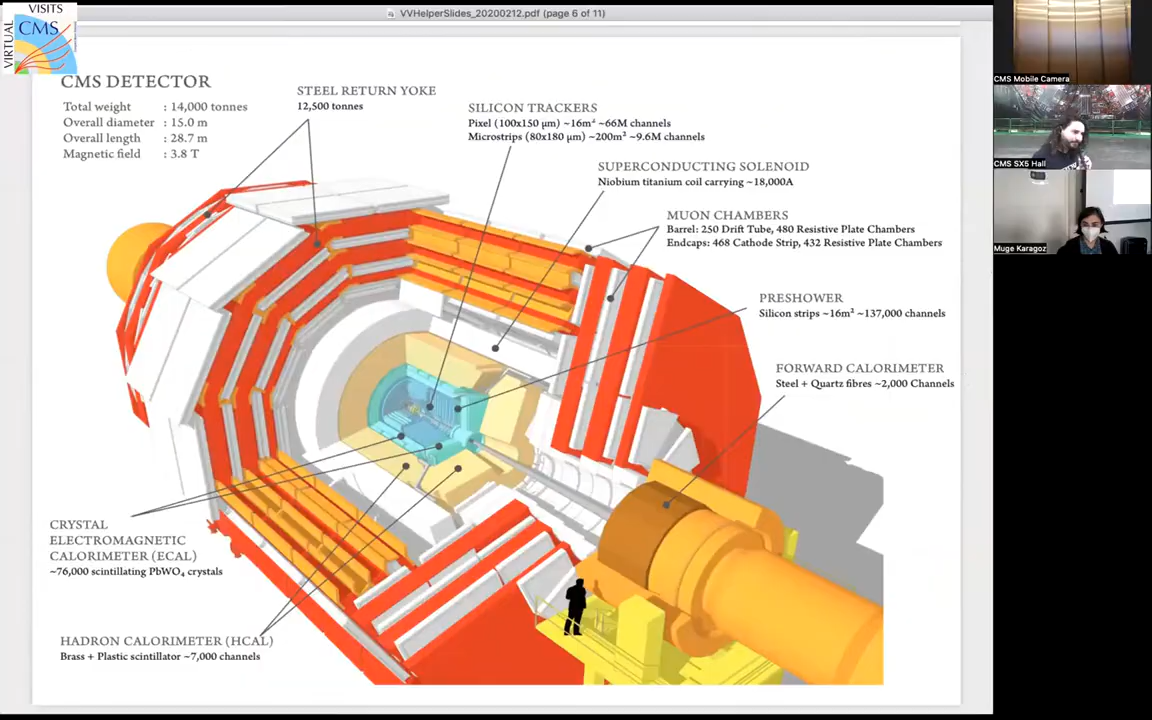 VVHelperSlides_20200212.pdf (page 6 of 11)
VIRTUAL
VISITS
CMS
CMS DETECTOR
Total weight : 14,000 tonnes
Overall diameter : 15.0 m
Overall length : 28.7 m
Magnetic field : 3.8 T
STEEL RETURN YOKE
12,500 tonnes
SILICON TRACKERS
Pixel (100x150 μm) ~16m² ~66M channels
Microstrips (80x180 μm) ~200m² ~9.6M channels
SUPERCONDUCTING SOLENOID
Niobium titanium coil carrying ~18,000A
MUON CHAMBERS
Barrel: 250 Drift Tube, 480 Resistive Plate Chambers
Endcaps: 468 Cathode Strip, 432 Resistive Plate Chambers
PRESHOWER
Silicon strips ~16m² ~137,000 channels
FORWARD CALORIMETER
Steel + Quartz fibres ~2,000 Channels
CRYSTAL
ELECTROMAGNETIC
CALORIMETER (ECAL)
~76,000 scintillating PbWO₄ crystals
HADRON CALORIMETER (HCAL)
Brass + Plastic scintillator ~7,000 channels
CMS Mobile Camera
CMS SX5 Hall
Muge Karagoz